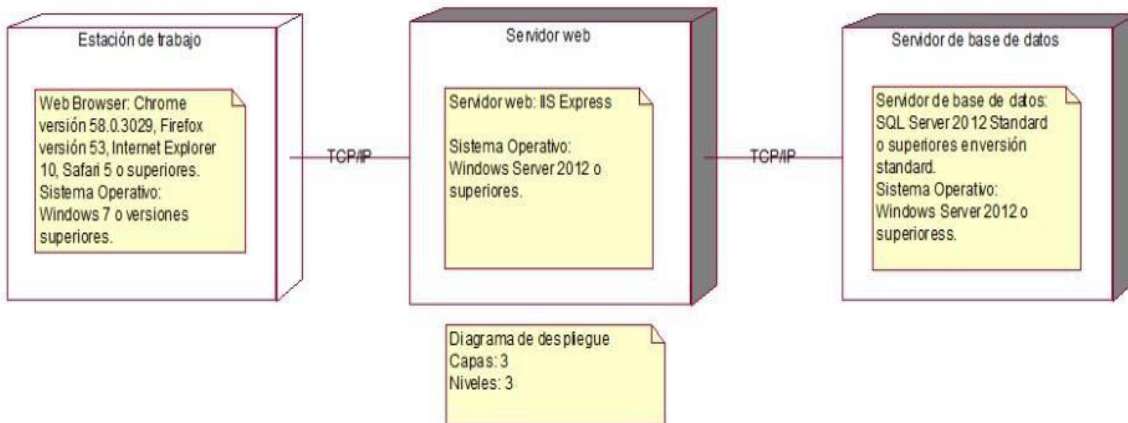 Estación de trabajo
Web Browser: Chrome
versión 58.0.3029, Firefox
versión 53, Internet Explorer
10, Safari 5 o superiores.
Sistema Operativo:
Windows 7 o versiones
superiores.
TCP/IP
Servidor web
Servidor web: IIS Express
Sistema Operativo:
Windows Server 2012 o
superiores.
TCP/IP
Servidor de base de datos
Servidor de base de datos:
SQL Server 2012 Standard
o superiores en versión
standard.
Sistema Operativo:
Windows Server 2012 o
superioress.
Diagrama de despliegue
Capas: 3
Niveles: 3